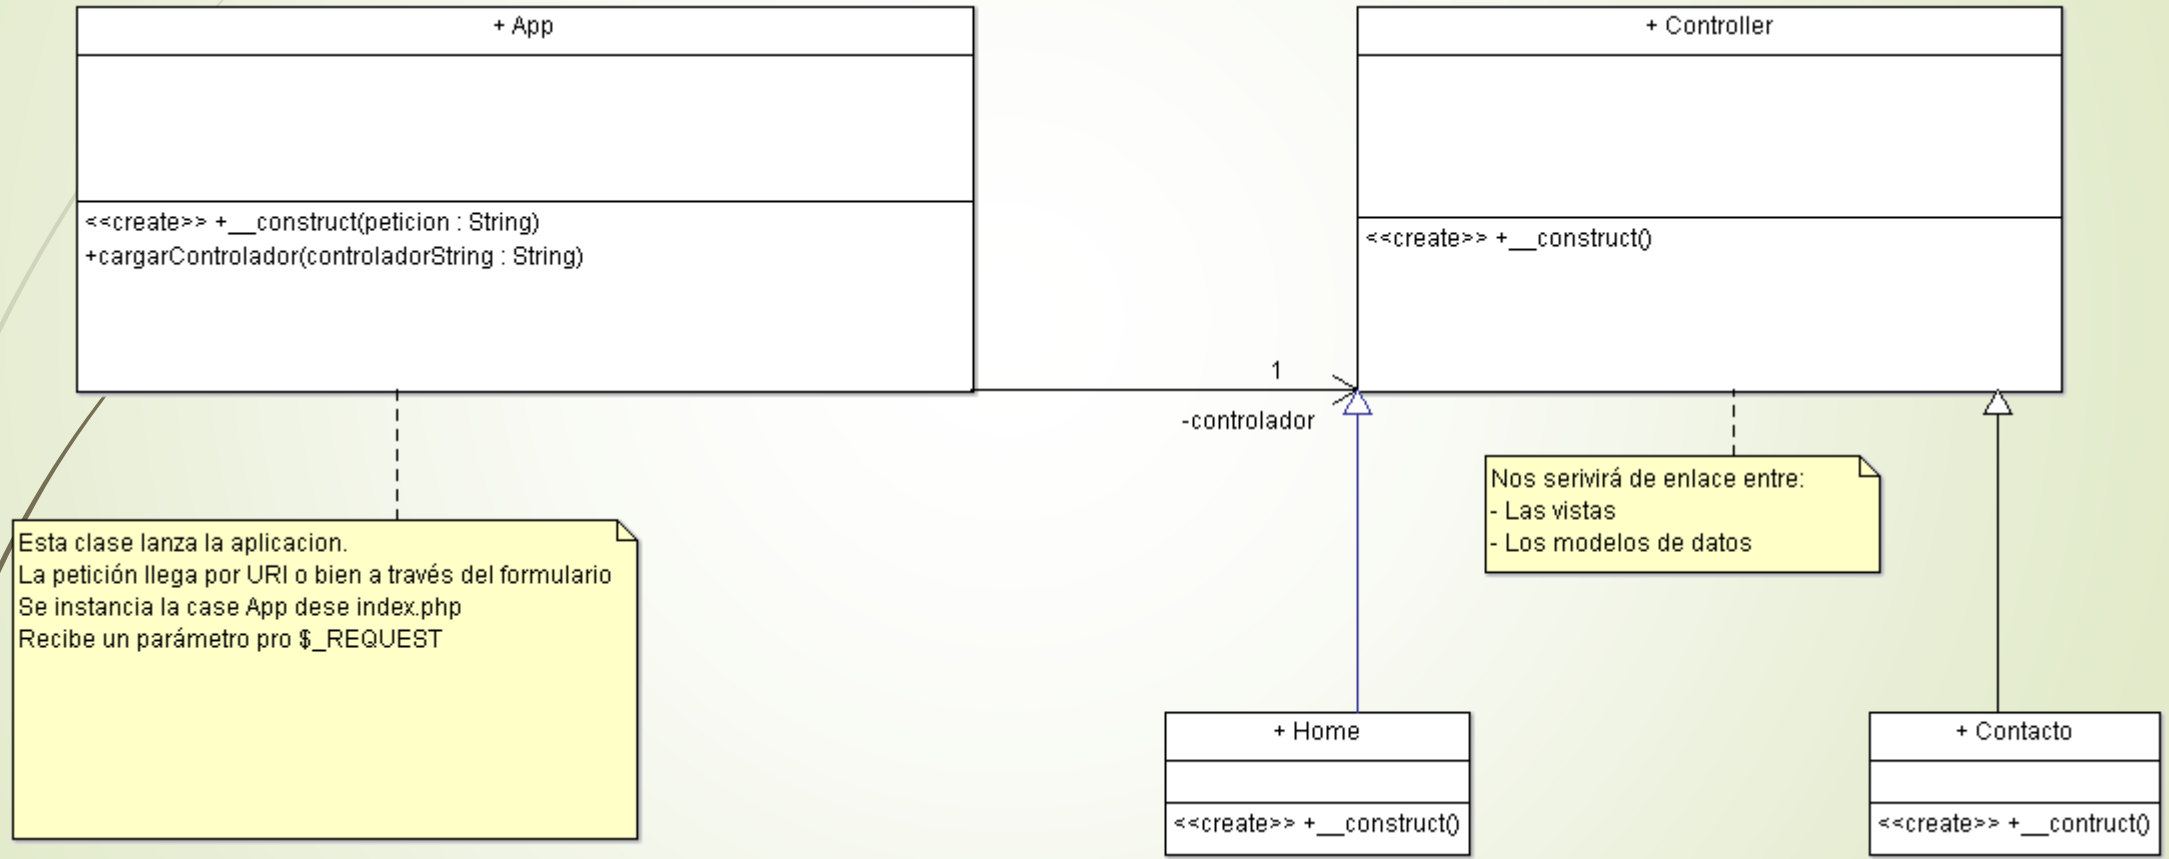 + App
<<create>> +__construct(peticion : String)
+cargarControlador(controladorString : String)
+ Controller
<<create>> +__construct()
1
-controlador
Esta clase lanza la aplicacion.
La petición llega por URI o bien a través del formulario
Se instancia la case App dese index.php
Recibe un parámetro pro $_REQUEST
Nos serivirá de enlace entre:
- Las vistas
- Los modelos de datos
+ Home
<<create>> +__construct()
+ Contacto
<<create>> +__contruct()